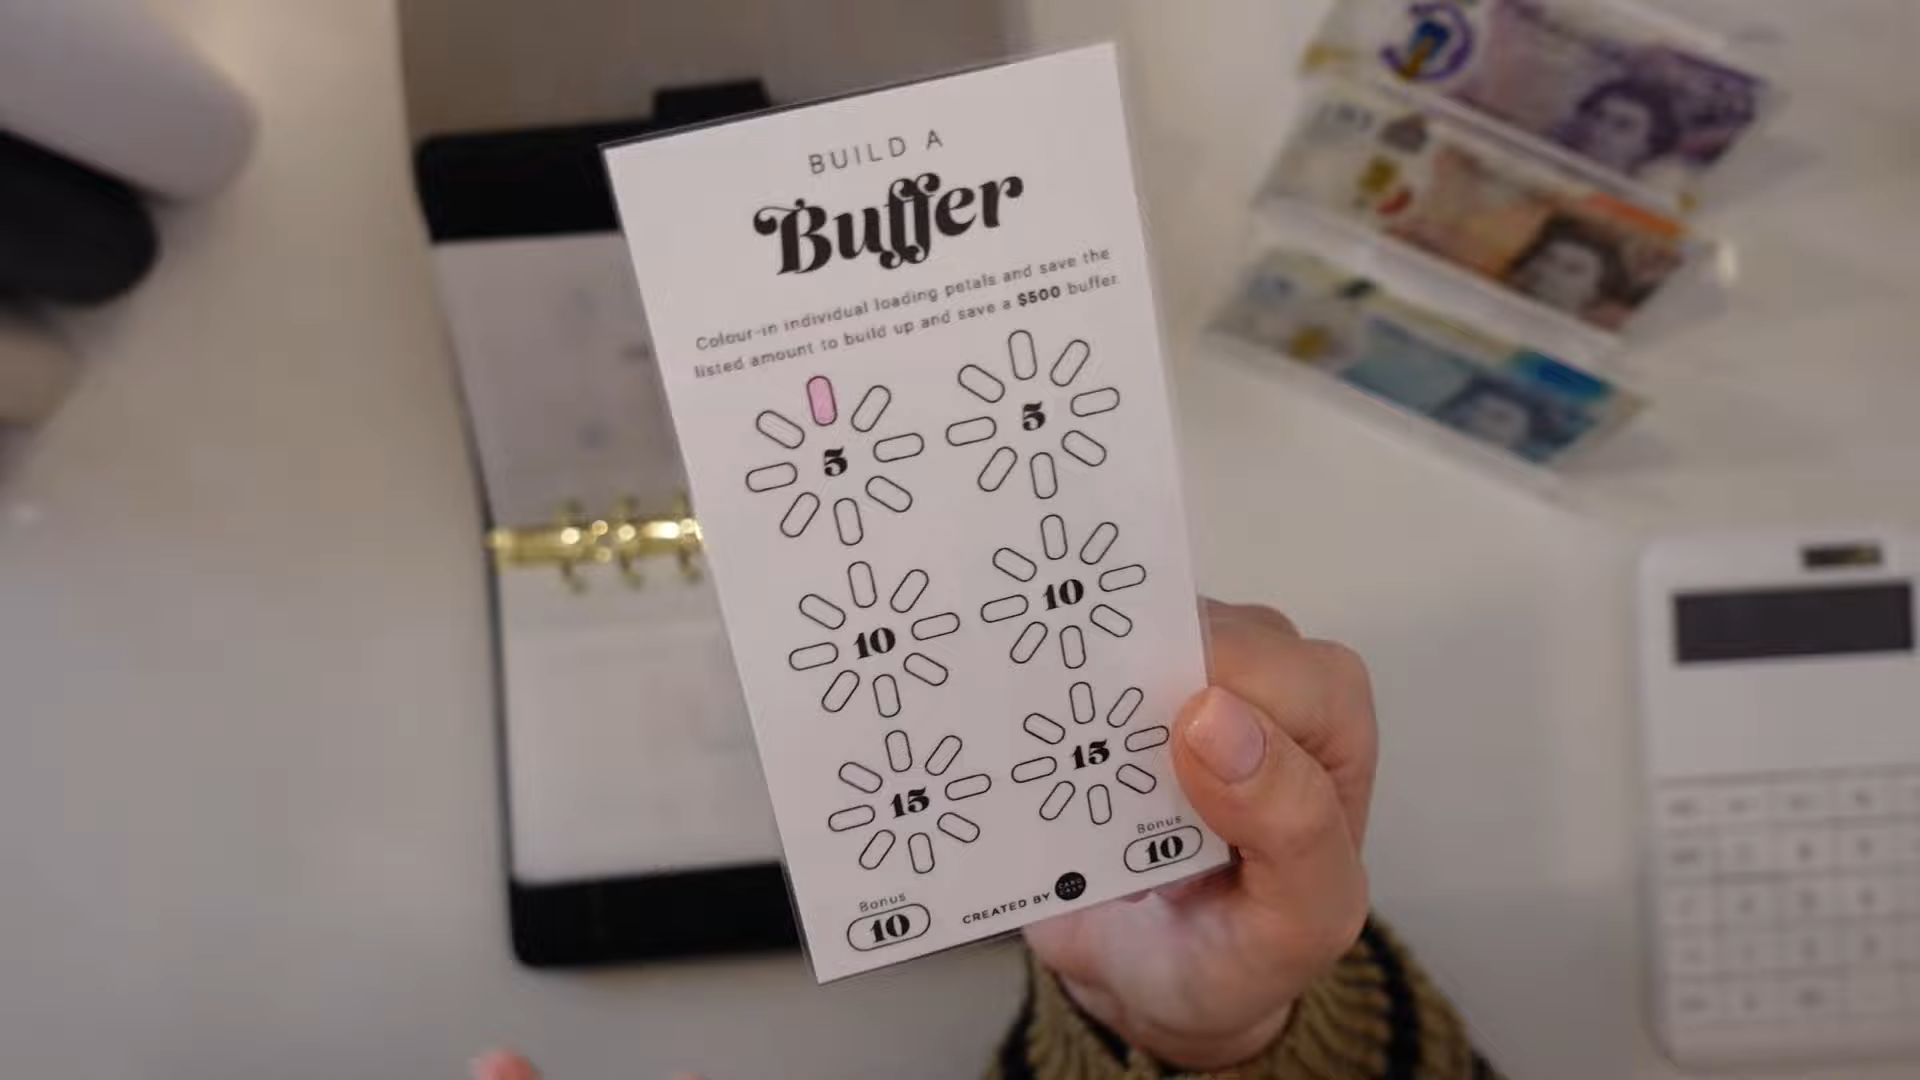 BUILD A
Buffer
Colour-in individual loading petals and save the
listed amount to build up and save a $500 buffer.
5
5
10
10
15
15
Bonus
10
Bonus
10
CREATED BY